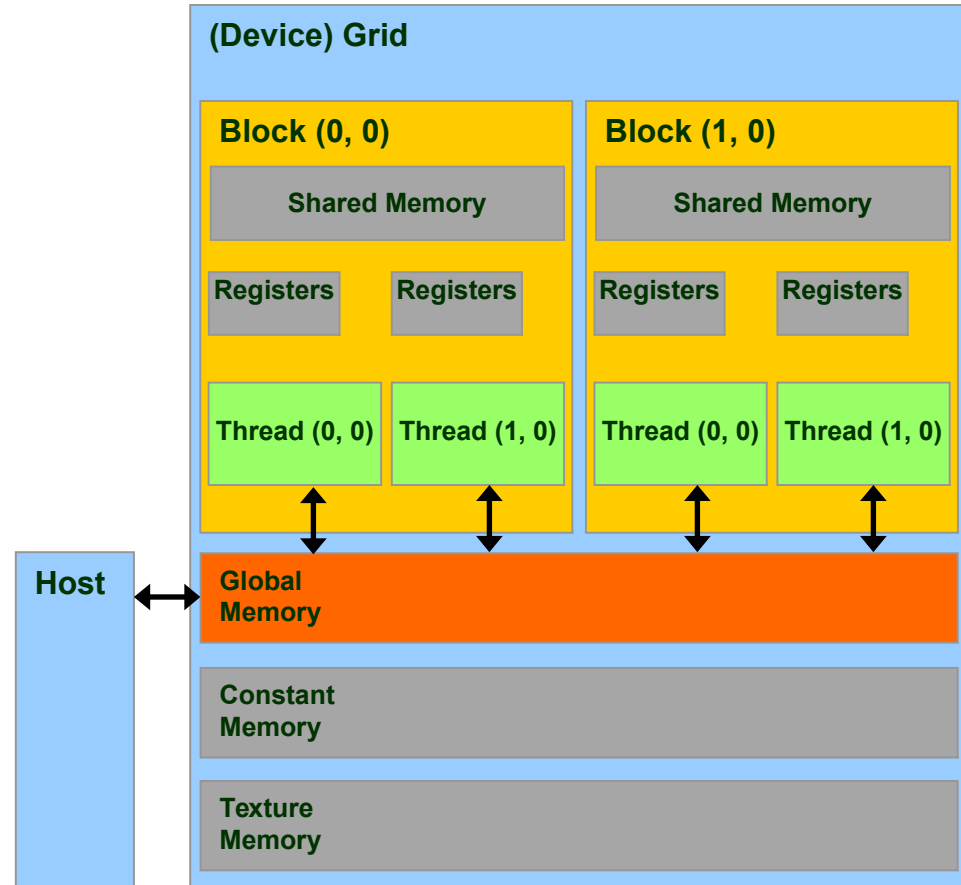 (Device) Grid
Block (0, 0)
Shared Memory
Registers
Registers
Thread (0, 0)
Thread (1, 0)
Block (1, 0)
Shared Memory
Registers
Registers
Thread (0, 0)
Thread (1, 0)
Host
Global
Memory
Constant
Memory
Texture
Memory